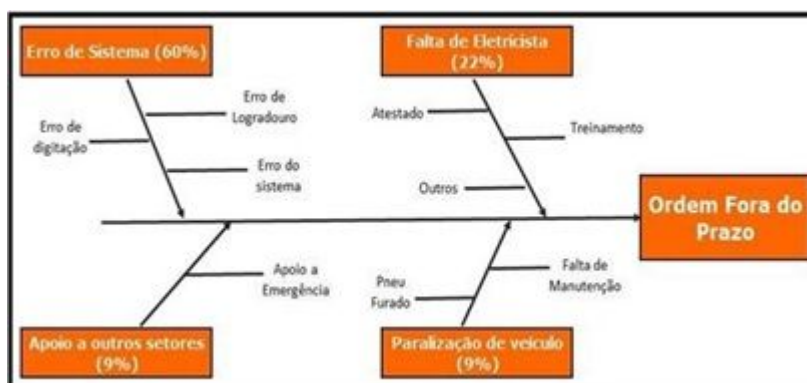 Erro de Sistema (60%)
Falta de Eletricista
(22%)
Erro de
Logradouro
Erro de
digitação
Erro do
sistema
Atestado
Treinamento
Outros
Ordem Fora do
Prazo
Apoio a
Emergência
Pneu
Furado
Falta de
Manutenção
Apoio a outros setores
(9%)
Paralização de veículo
(9%)